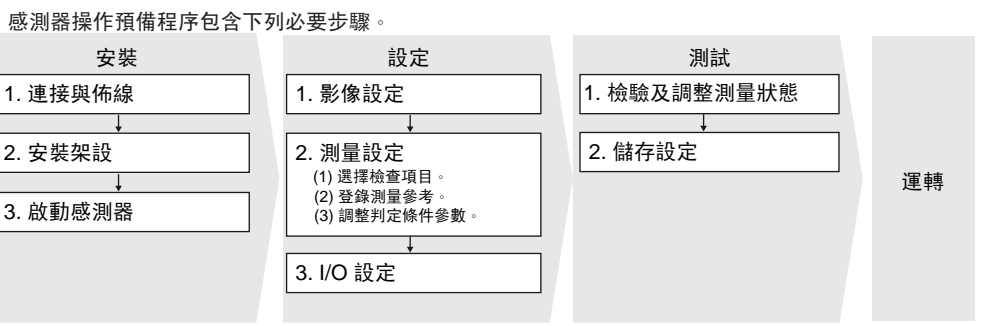 感測器操作預備程序包含下列必要步驟。
安裝
1. 連接與佈線
2. 安裝架設
3. 啟動感測器
設定
1. 影像設定
2. 測量設定
(1) 選擇檢查項目。
(2) 登錄測量參考。
(3) 調整判定條件參數。
3. I/O 設定
測試
1. 檢驗及調整測量狀態
2. 儲存設定
運轉